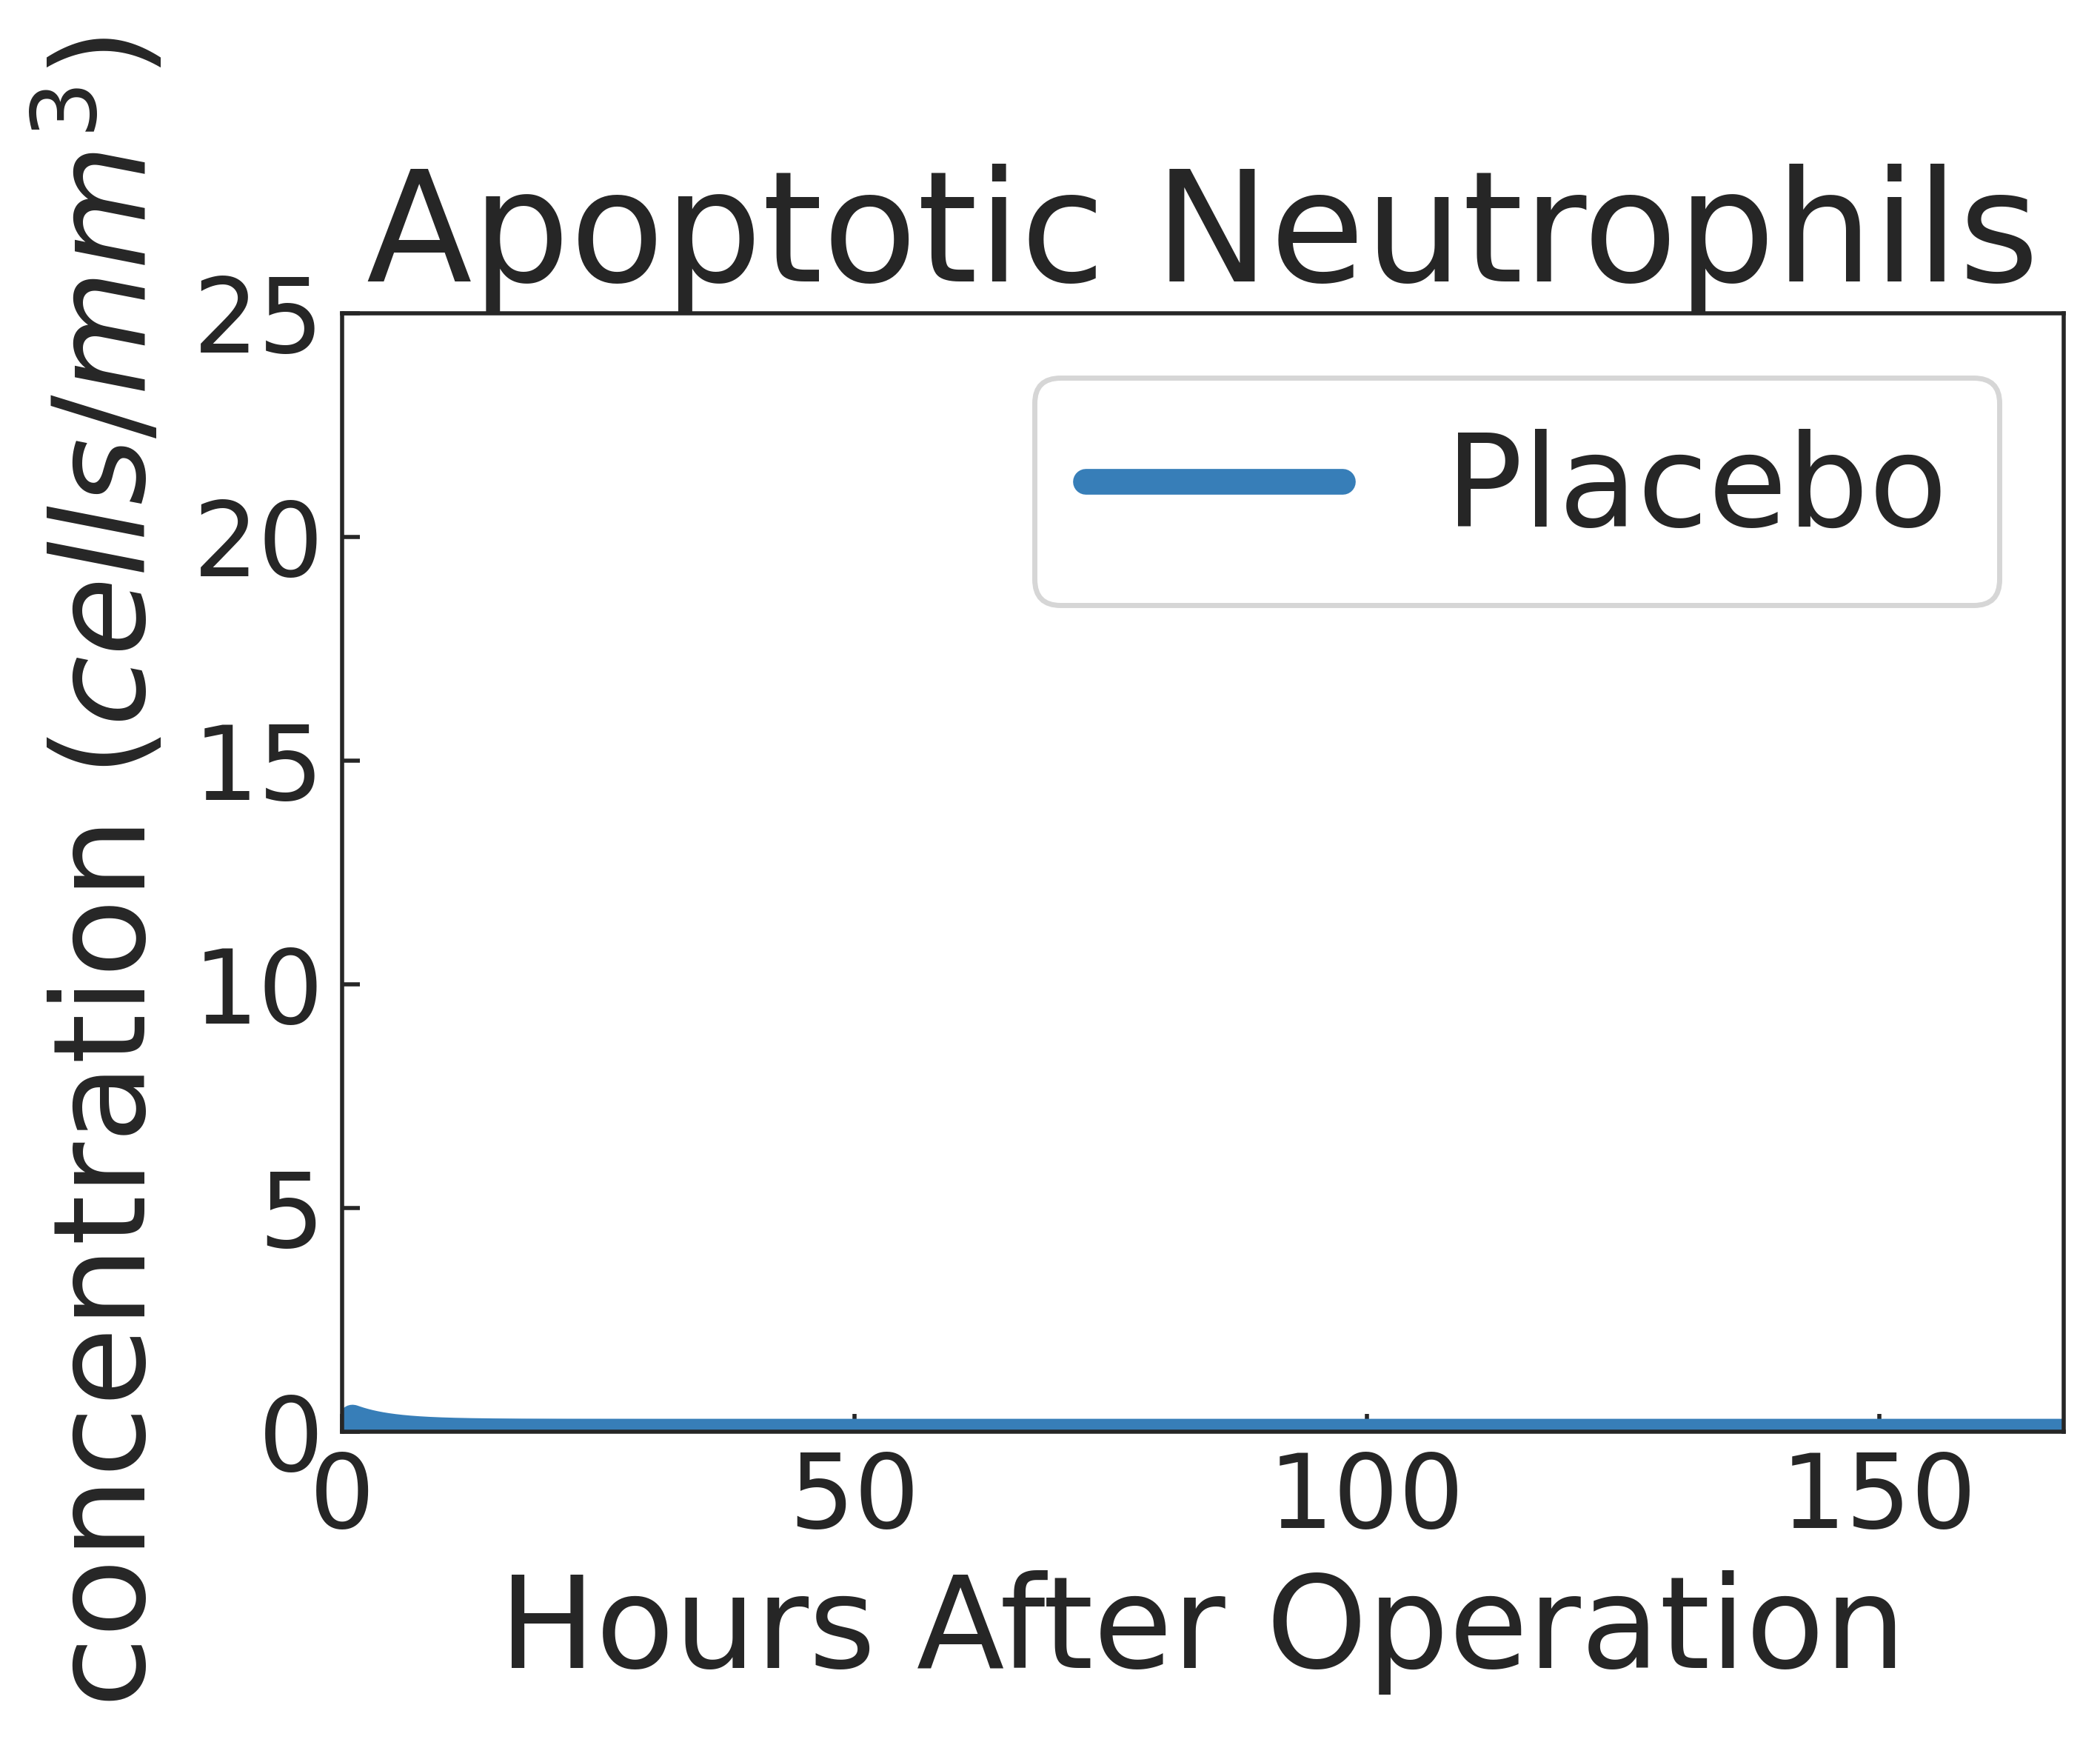 Apoptotic Neutrophils
concentration (cells/mm³)
25
20
15
10
5
0
Placebo
0 50 100 150
Hours After Operation